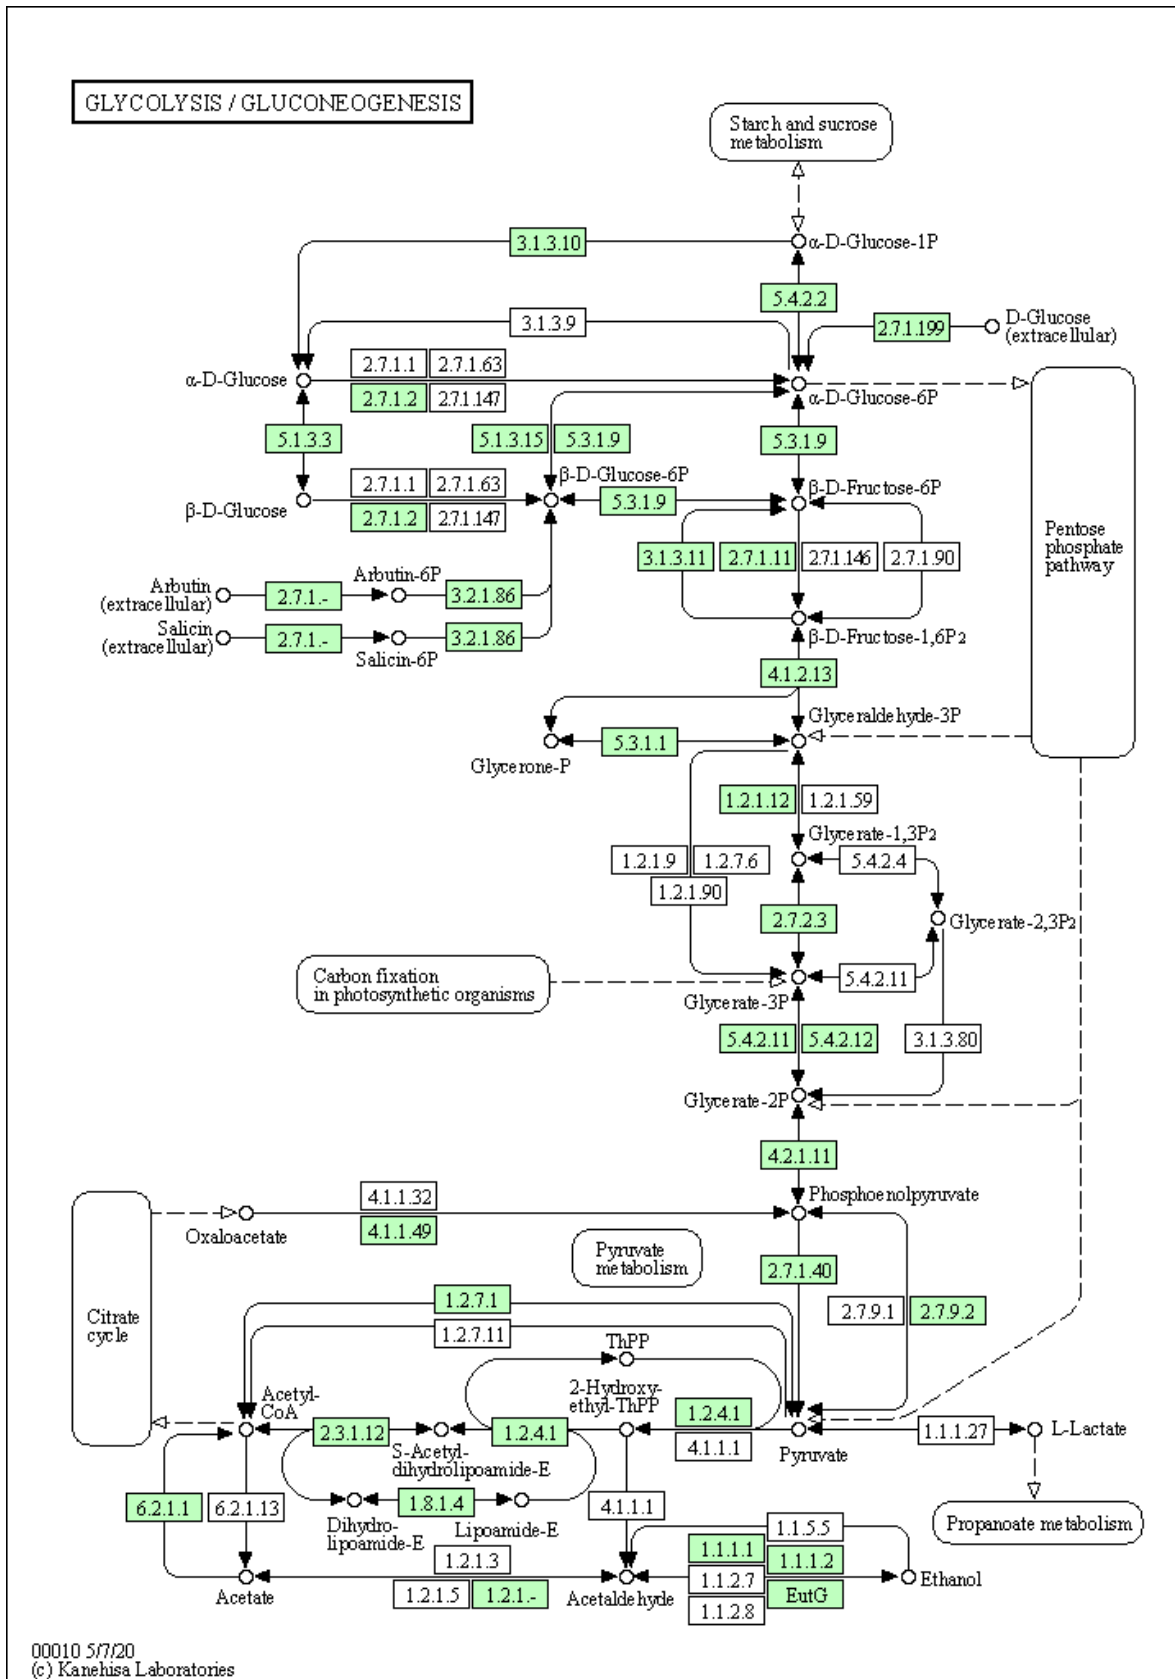 GLYCOLYSIS / GLUCONEOGENESIS
Starch and sucrose
metabolism
3.1.3.10
α-D-Glucose-1P
5.4.2.2
3.1.3.9
2.7.1.199
D-Glucose
(extracellular)
2.7.1.1
2.7.1.63
α-D-Glucose
2.7.1.2
2.7.1.147
α-D-Glucose-6P
5.1.3.3
5.1.3.15
5.3.1.9
5.3.1.9
2.7.1.1
2.7.1.63
β-D-Glucose-6P
β-D-Fructose-6P
β-D-Glucose
2.7.1.2
2.7.1.147
5.3.1.9
Pentose
phosphate
pathway
3.1.3.11
2.7.1.11
2.7.1.146
2.7.1.90
Arbutin
(extracellular)
2.7.1.-
Arbutin-6P
3.2.1.86
Salicin
(extracellular)
2.7.1.-
Salicin-6P
3.2.1.86
β-D-Fructose-1,6P2
4.1.2.13
Glyceraldehyde-3P
5.3.1.1
Glycerone-P
1.2.1.12
1.2.1.59
Glycerate-1,3P2
1.2.1.9
1.2.7.6
5.4.2.4
1.2.1.90
2.7.2.3
Glycerate-2,3P2
Carbon fixation
in photosynthetic organisms
5.4.2.11
Glycerate-3P
5.4.2.11
5.4.2.12
3.1.3.80
Glycerate-2P
4.2.1.11
4.1.1.32
Phosphoenolpyruvate
Oxaloacetate
4.1.1.49
Pyruvate
metabolism
2.7.1.40
Citrate
cycle
1.2.7.1
2.7.9.1
2.7.9.2
1.2.7.11
ThPP
Acetyl-
CoA
2-Hydroxy-
ethyl-ThPP
1.2.4.1
2.3.1.12
1.2.4.1
4.1.1.1
Pyruvate
1.1.1.27
L-Lactate
S-Acetyl-
dihydrolipoamide-E
6.2.1.1
6.2.1.13
1.8.1.4
4.1.1.1
Dihydro-
lipoamide-E
Lipoamide-E
1.1.5.5
Propanoate metabolism
1.2.1.3
1.1.1.1
1.1.1.2
Acetate
1.2.1.5
1.2.1.-
Acetaldehyde
1.1.2.7
EutG
Ethanol
1.1.2.8
00010 5/7/20
(c) Kanehisa Laboratories